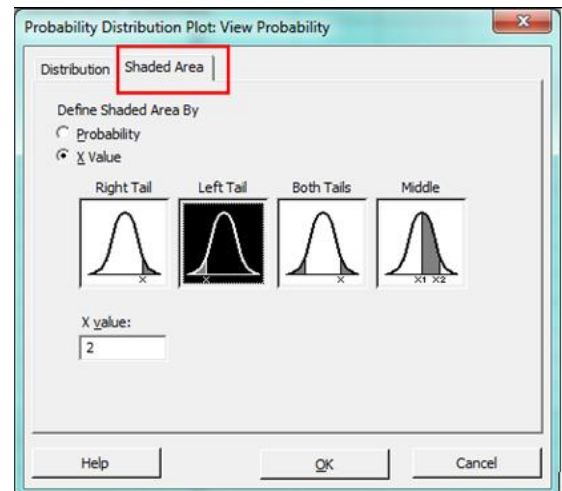 Probability Distribution Plot: View Probability
Distribution Shaded Area
Define Shaded Area By
Probability
X Value
Right Tail Left Tail Both Tails Middle
X X X X1 X2
X value:
2
Help OK Cancel